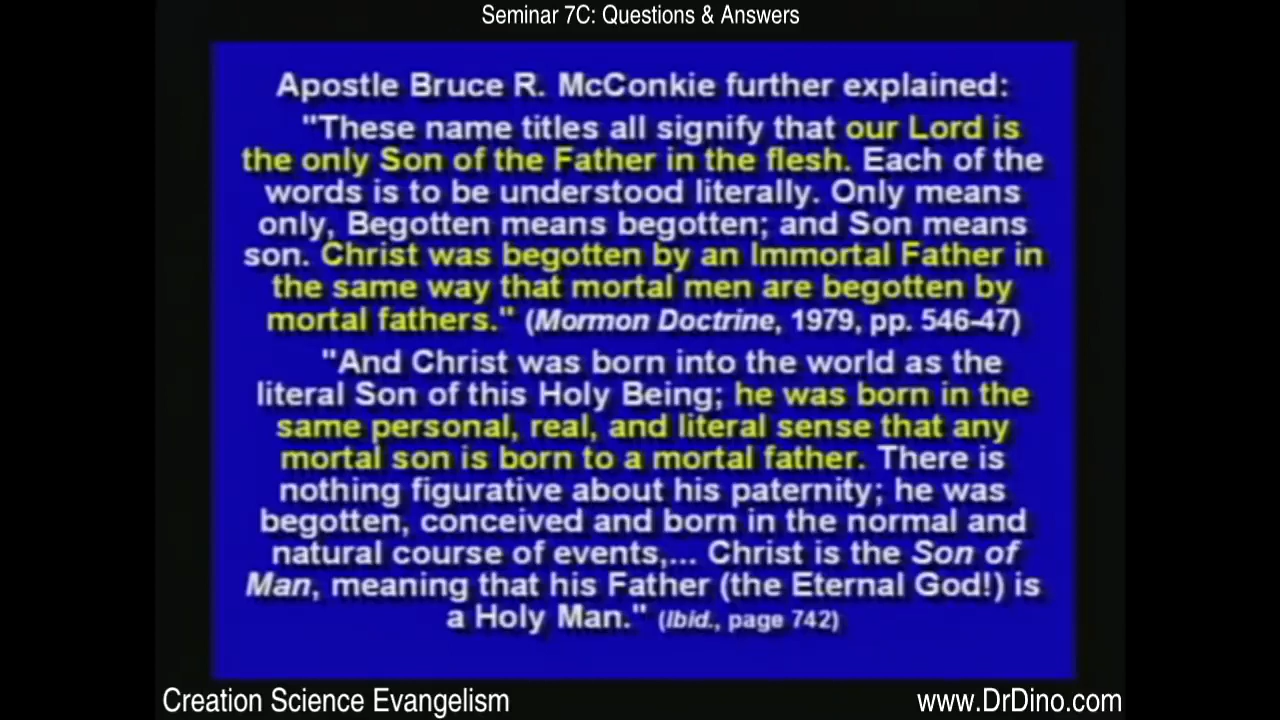 Seminar 7C: Questions & Answers
Apostle Bruce R. McConkie further explained:
"These name titles all signify that our Lord is
the only Son of the Father in the flesh. Each of the
words is to be understood literally. Only means
only, Begotten means begotten; and Son means
son. Christ was begotten by an Immortal Father in
the same way that mortal men are begotten by
mortal fathers." (Mormon Doctrine, 1979, pp. 546-47)
"And Christ was born into the world as the
literal Son of this Holy Being; he was born in the
same personal, real, and literal sense that any
mortal son is born to a mortal father. There is
nothing figurative about his paternity; he was
begotten, conceived and born in the normal and
natural course of events,... Christ is the Son of
Man, meaning that his Father (the Eternal God!) is
a Holy Man." (Ibid., page 742)
Creation Science Evangelism
www.DrDino.com